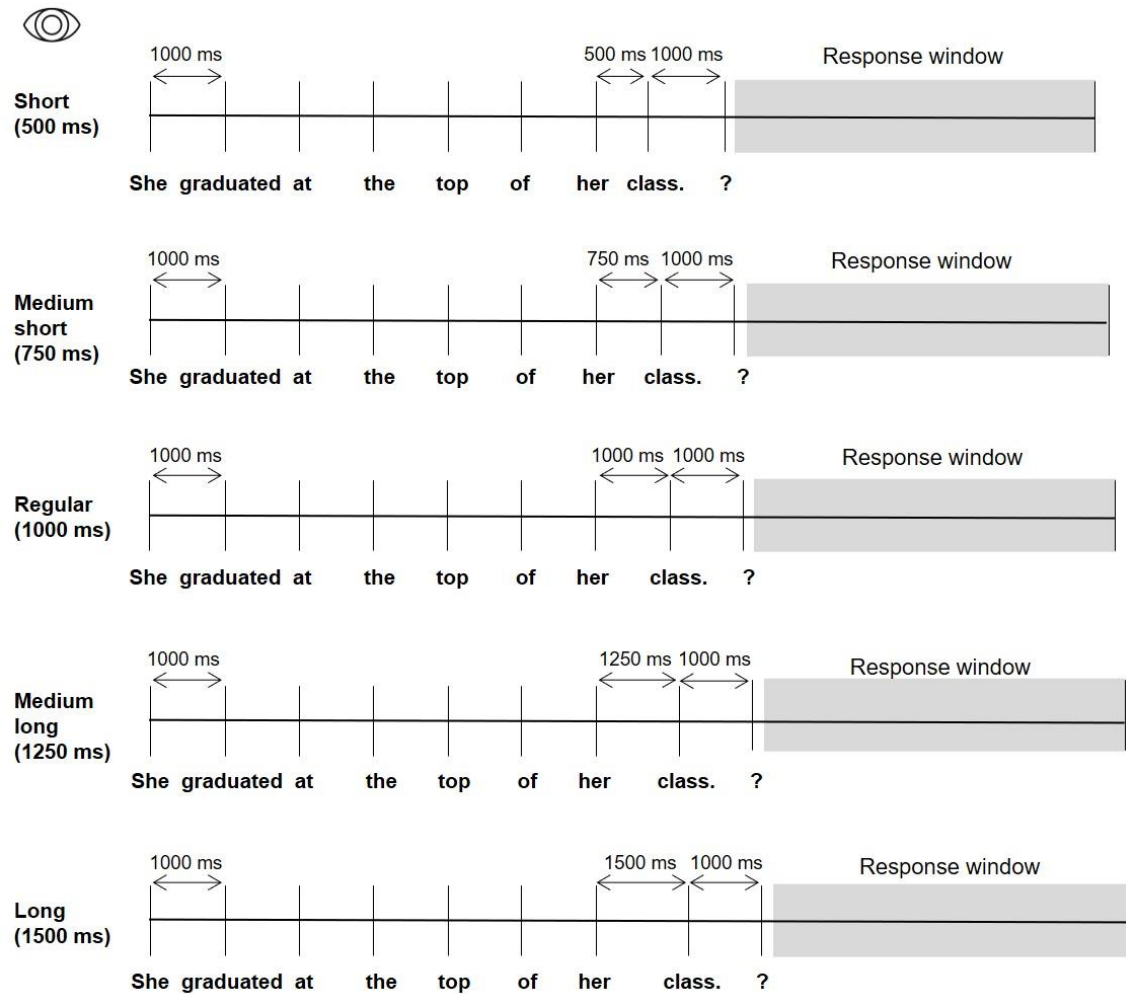 1000 ms 500 ms 1000 ms Response window
Short
(500 ms)
She graduated at the top of her class. ?
1000 ms 750 ms 1000 ms Response window
Medium
short
(750 ms)
She graduated at the top of her class. ?
1000 ms 1000 ms 1000 ms Response window
Regular
(1000 ms)
She graduated at the top of her class. ?
1000 ms 1250 ms 1000 ms Response window
Medium
long
(1250 ms)
She graduated at the top of her class. ?
1000 ms 1500 ms 1000 ms Response window
Long
(1500 ms)
She graduated at the top of her class. ?